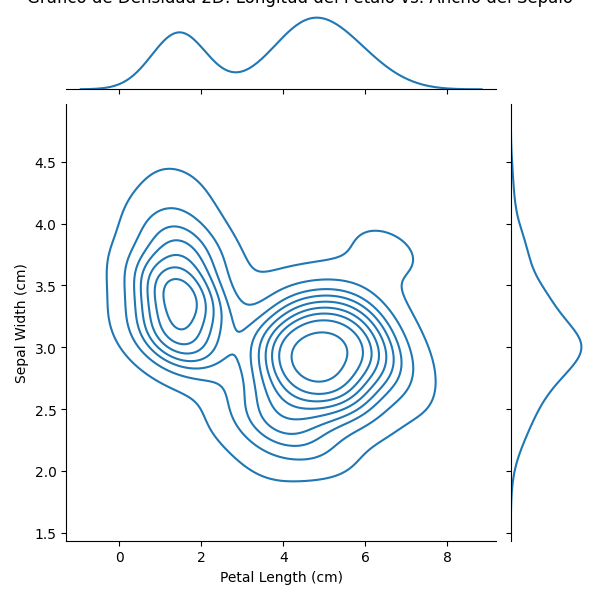 Gráfico de Densidad 2D: Longitud del Pétalo vs. Ancho del Sépalo
4.5
4.0
3.5
3.0
2.5
2.0
1.5
Sepal Width (cm)
0 2 4 6 8
Petal Length (cm)